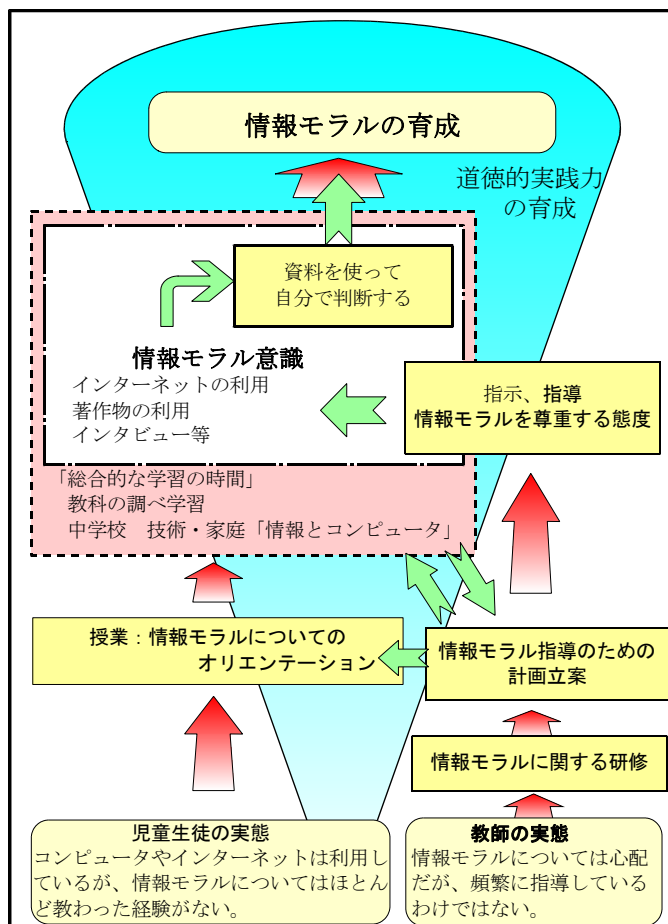 情報モラルの育成
道徳的実践力
の育成
資料を使って
自分で判断する
情報モラル意識
インターネットの利用
著作物の利用
インタビュー等
指示、指導
情報モラルを尊重する態度
「総合的な学習の時間」
教科の調べ学習
中学校　技術・家庭「情報とコンピュータ」
授業：情報モラルについての
オリエンテーション
情報モラル指導のための
計画立案
情報モラルに関する研修
児童生徒の実態
コンピュータやインターネットは利用し
ているが、情報モラルについてはほとん
ど教わった経験がない。
教師の実態
情報モラルについては心配
だが、頻繁に指導している
わけではない。